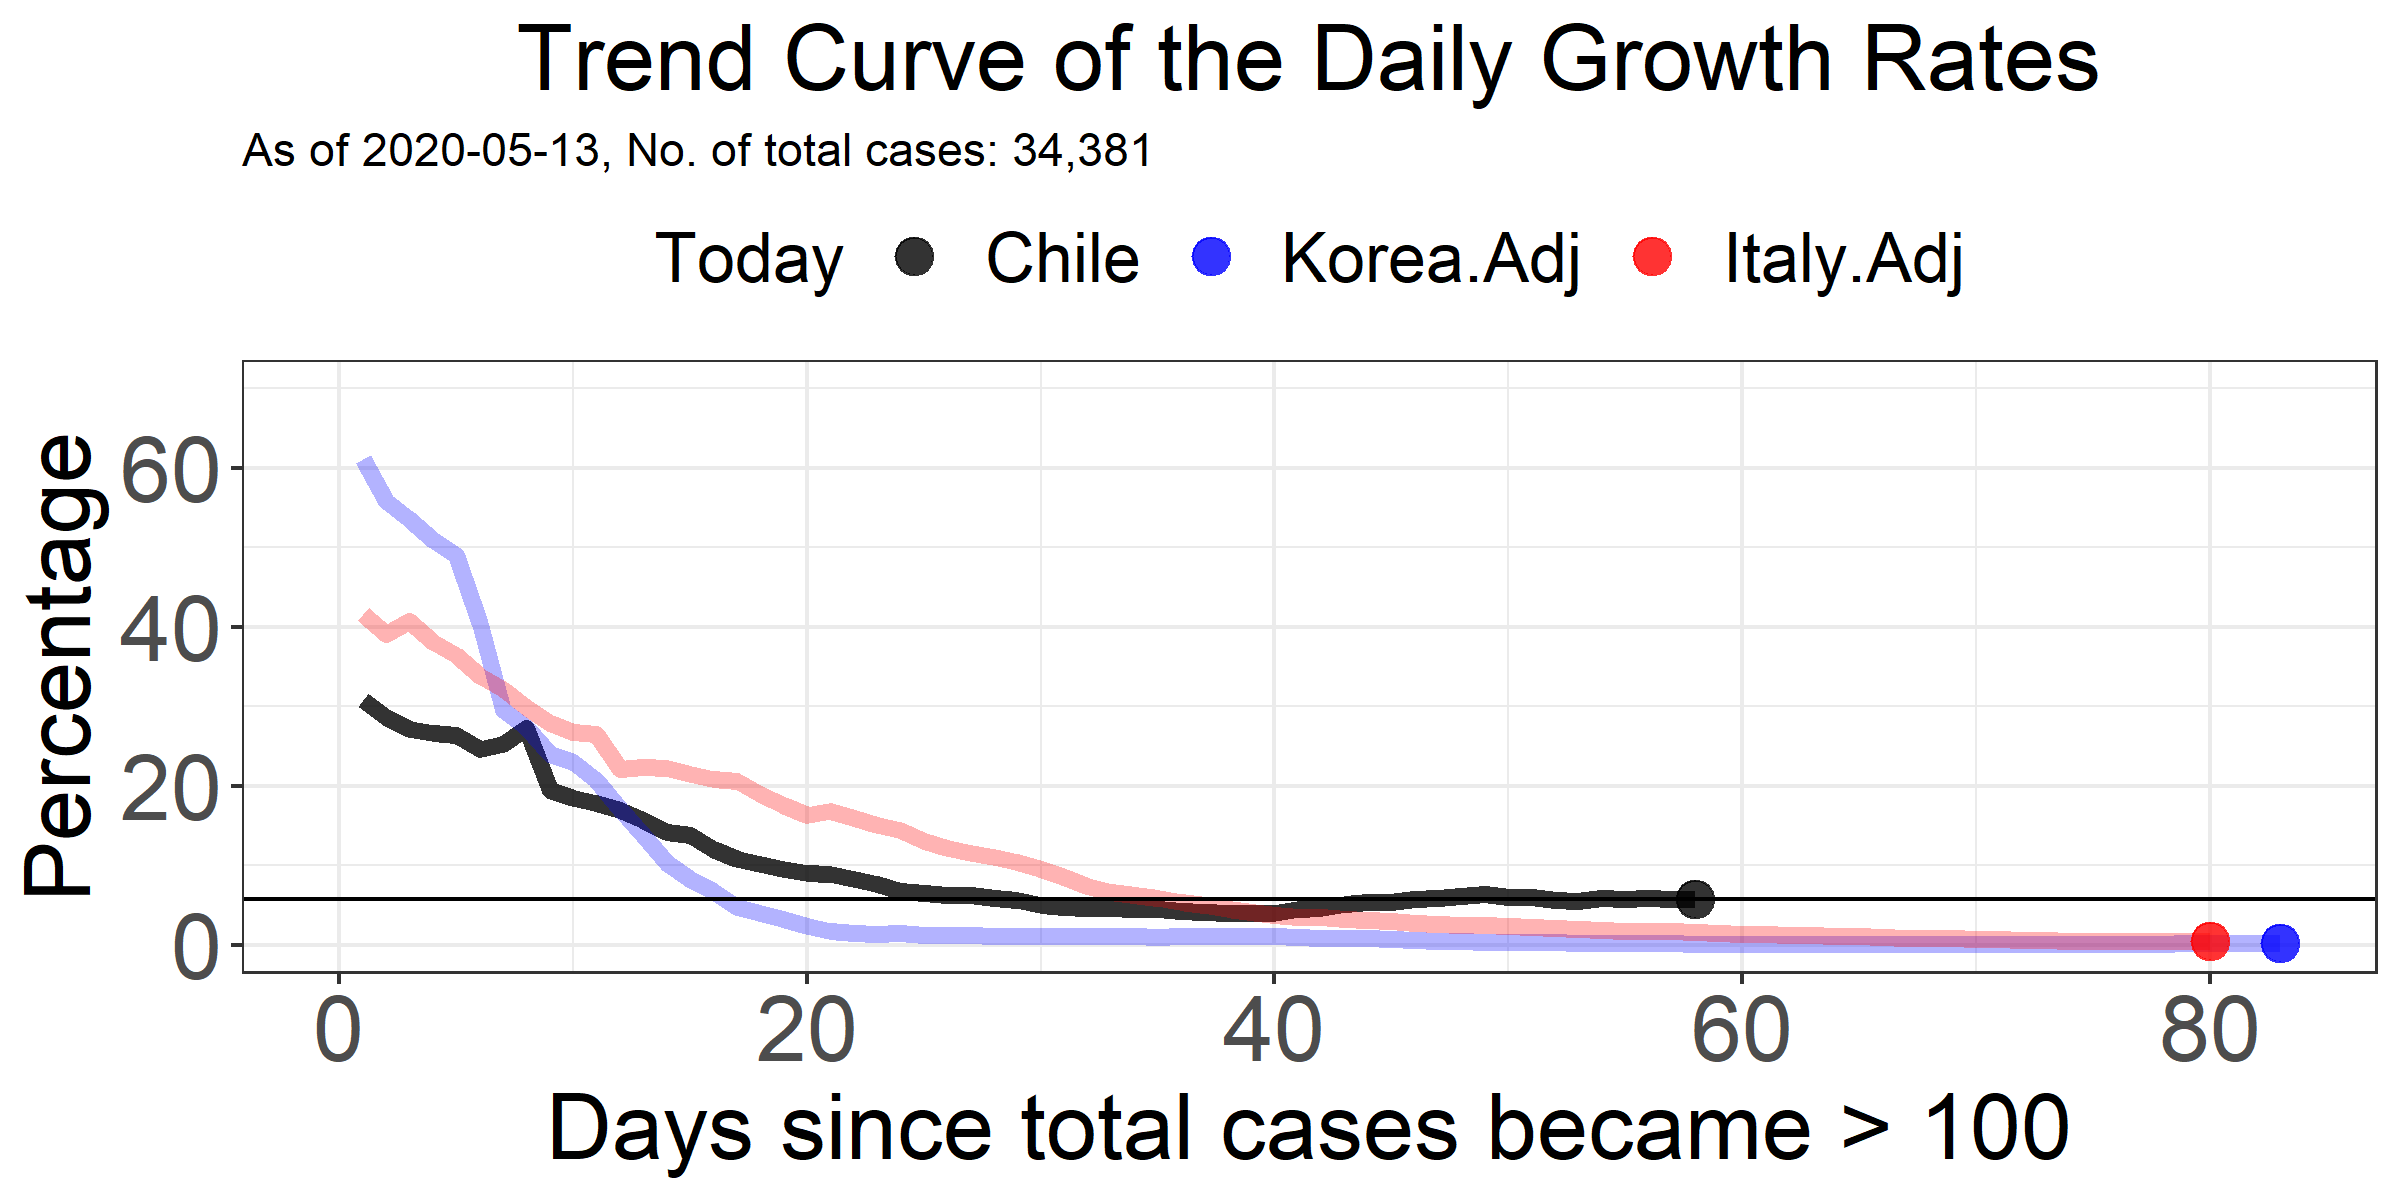 Trend Curve of the Daily Growth Rates
As of 2020-05-13, No. of total cases: 34,381
Today Chile Korea.Adj Italy.Adj
Percentage
60
40
20
0
0 20 40 60 80
Days since total cases became > 100